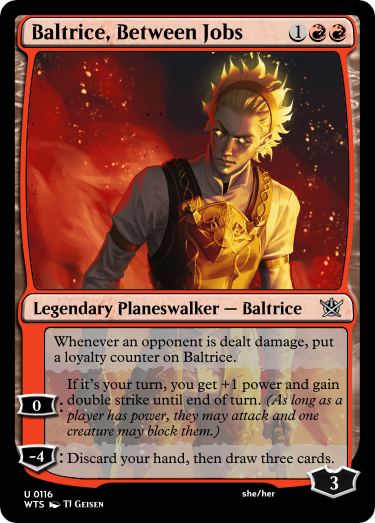 Baltrice, Between Jobs 1
Legendary Planeswalker — Baltrice
Whenever an opponent is dealt damage, put
a loyalty counter on Baltrice.
0: If it's your turn, you get +1 power and gain
double strike until end of turn. (As long as a
player has power, they may attack and one
creature may block them.)
-4: Discard your hand, then draw three cards.
3
U 0116
WTS TJ Geisen
she/her